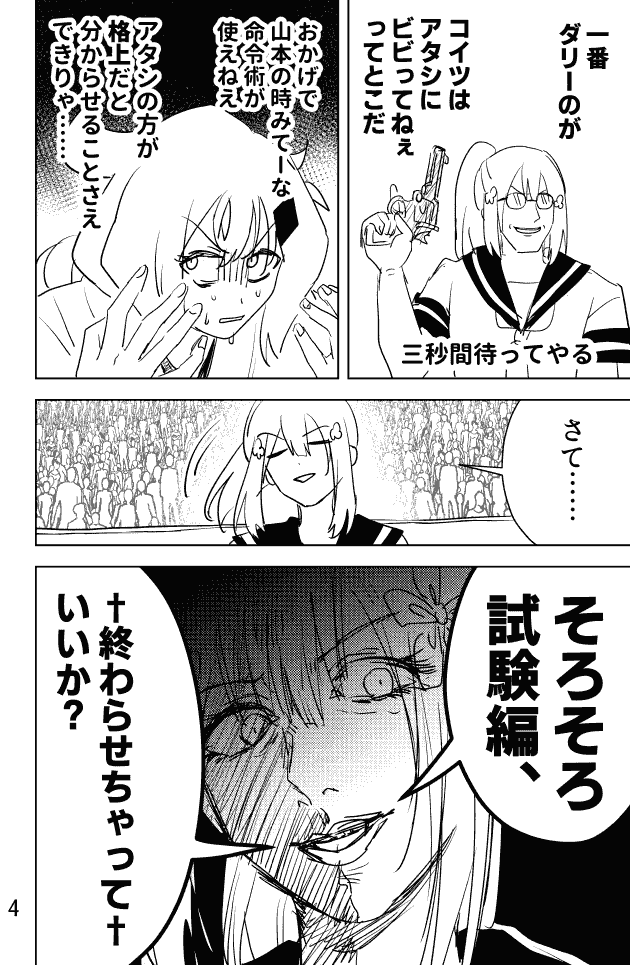 一番
ダリーのが
コイツは
アタシに
ビビってねぇ
ってとこだ
三秒間待ってやる
おかげで
山本の時みてーな
命令術が
使えねえ
アタシの方が
格上だと
分からせることさえ
できりゃ……
さて……
そろそろ
試験編、
†終わらせちゃって†
いいか?
4